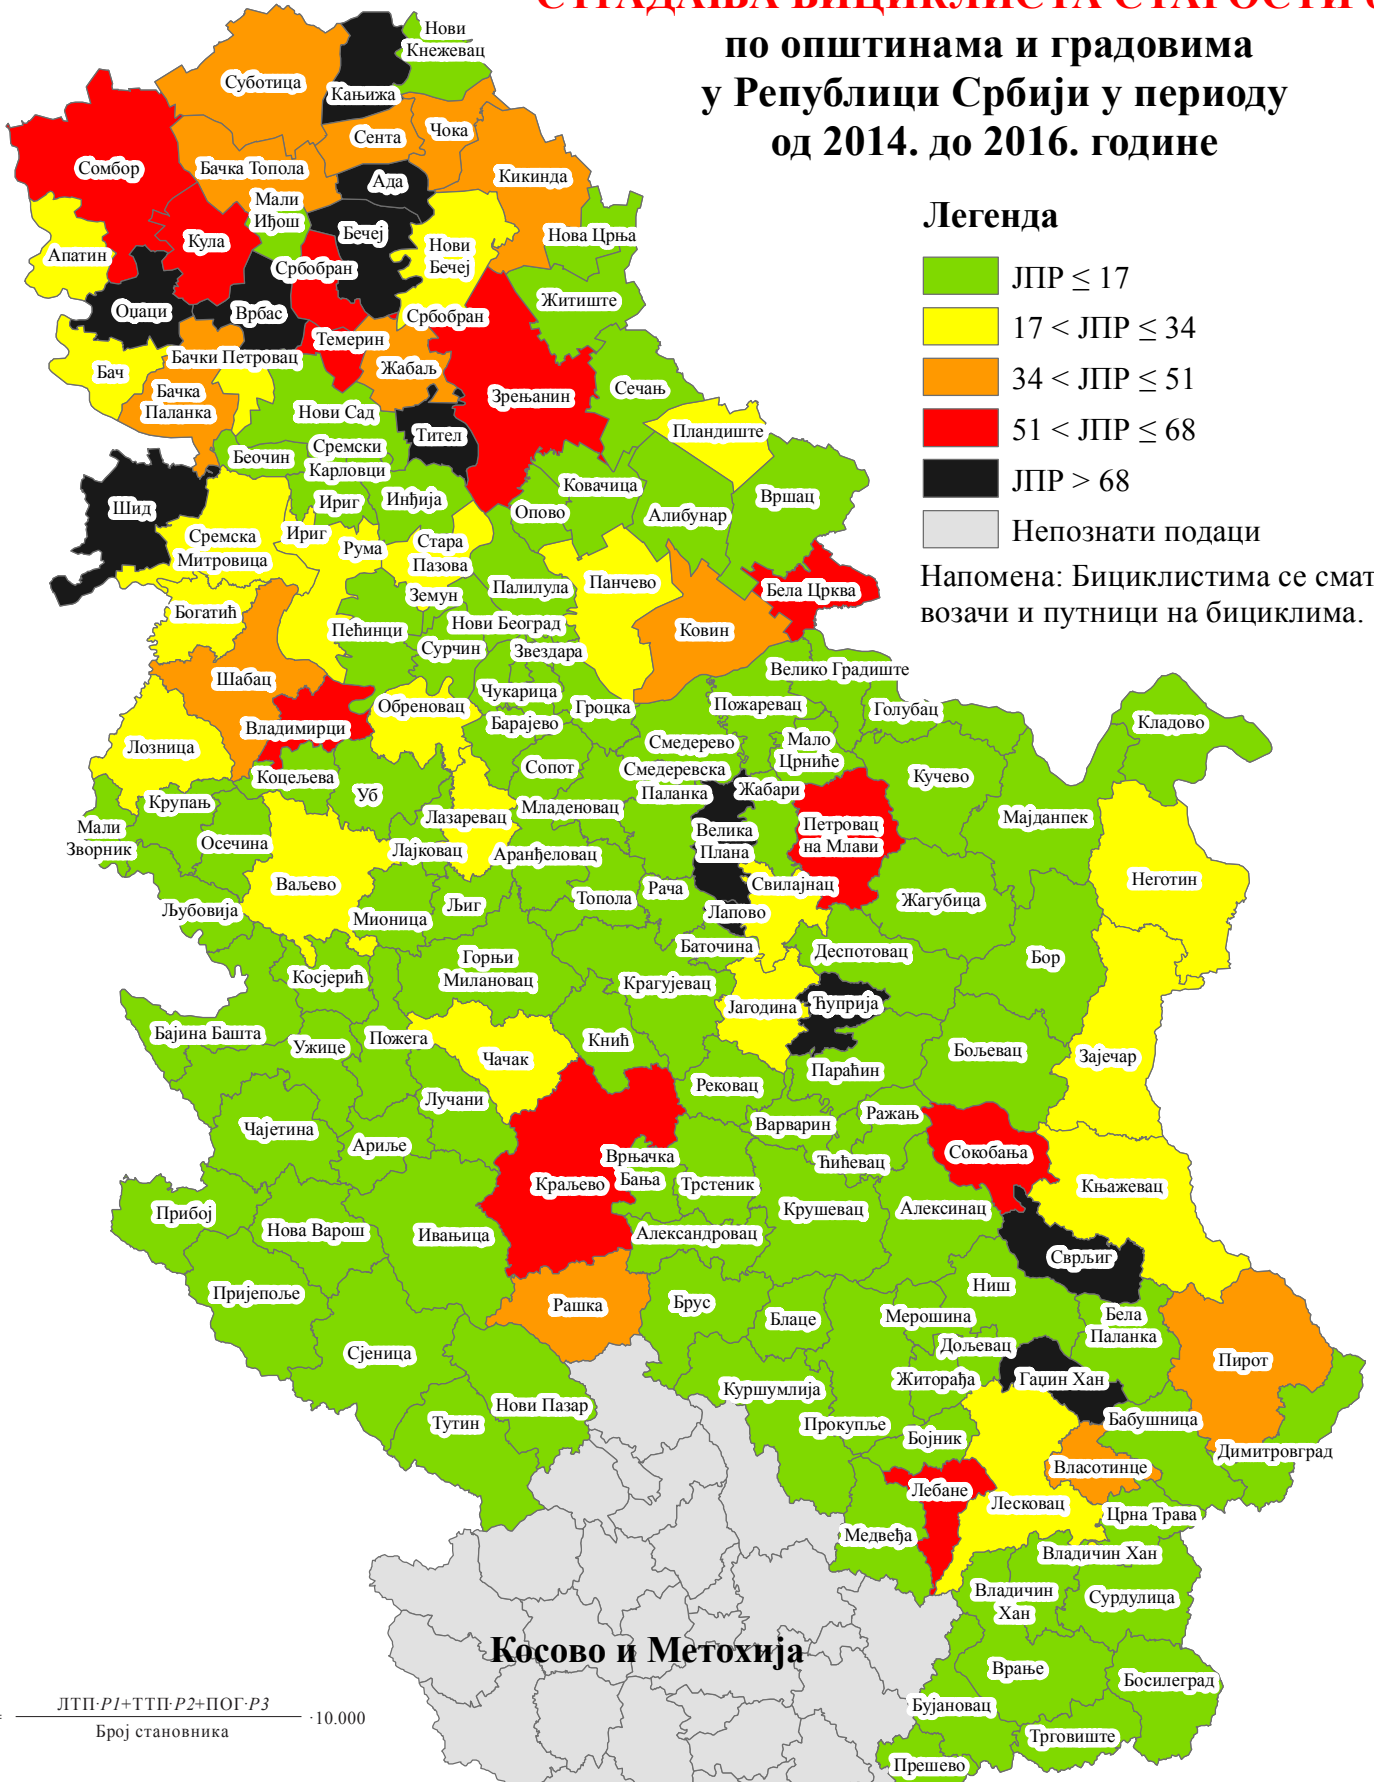 СТРАДАЊА БИЦИКЛИСТА СТАРОСТИ
по општинама и градовима
у Републици Србији у периоду
од 2014. до 2016. године
Легенда
ЈПР ≤ 17
17 < ЈПР ≤ 34
34 < ЈПР ≤ 51
51 < ЈПР ≤ 68
ЈПР > 68
Непознати подаци
Напомена: Бициклистима се смат
возачи и путници на бициклима.
Нови
Кнежевац
Суботица
Кањижа
Сента
Чока
Сомбор
Бачка Топола
Ада
Кикинда
Мали
Иђош
Апатин
Кула
Бечеј
Нови
Бечеј
Нова Црња
Србобран
Житиште
Оџаци
Врбас
Србобран
Темерин
Бачки Петровац
Бач
Жабаљ
Бачка
Паланка
Нови Сад
Зрењанин
Сечањ
Тител
Пландиште
Сремски
Карловци
Беочин
Ковачица
Вршац
Шид
Ириг
Инђија
Опово
Алибунар
Сремска
Митровица
Ириг
Рума
Стара
Пазова
Палилула
Панчево
Бела Црква
Земун
Богатић
Пећинци
Нови Београд
Ковин
Сурчин
Звездара
Шабац
Чукарица
Велико Градиште
Обреновац
Гроцка
Пожаревац
Голубац
Кладово
Владимирци
Барајево
Лозница
Смедерево
Мало
Црниће
Коцељева
Сопот
Смедеревска
Паланка
Жабари
Кучево
Крупањ
Уб
Лазаревац
Младеновац
Мали
Зворник
Осечина
Велика
Плана
Петровац
на Млави
Мајданпек
Лајковац
Аранђеловац
Ваљево
Свилајнац
Неготин
Љубовија
Мионица
Љиг
Топола
Рача
Лапово
Жагубица
Баточина
Деспотовац
Бор
Косјерић
Горњи
Милановац
Крагујевац
Јагодина
Ћуприја
Бајина Башта
Ужице
Пожега
Чачак
Кнић
Бољевац
Зајечар
Параћин
Лучани
Рековац
Чајетина
Ариље
Варварин
Ражањ
Врњачка
Бања
Ћићевац
Сокобања
Краљево
Трстеник
Књажевац
Прибој
Нова Варош
Ивањица
Александровац
Крушевац
Алексинац
Сврљиг
Пријепоље
Рашка
Брус
Блаце
Ниш
Мерошина
Бела
Паланка
Сјеница
Дољевац
Пирот
Куршумлија
Житорађа
Гаџин Хан
Нови Пазар
Тутин
Прокупље
Бојник
Бабушница
Димитровград
Власотинце
Лебане
Лесковац
Црна Трава
Медвеђа
Владичин Хан
Владичин
Хан
Сурдулица
Косово и Метохија
Врање
Босилеград
Бујановац
Трговиште
Прешево
= ЛТП·P1+ТТП·P2+ПОГ·P3 ·10.000
Број становника